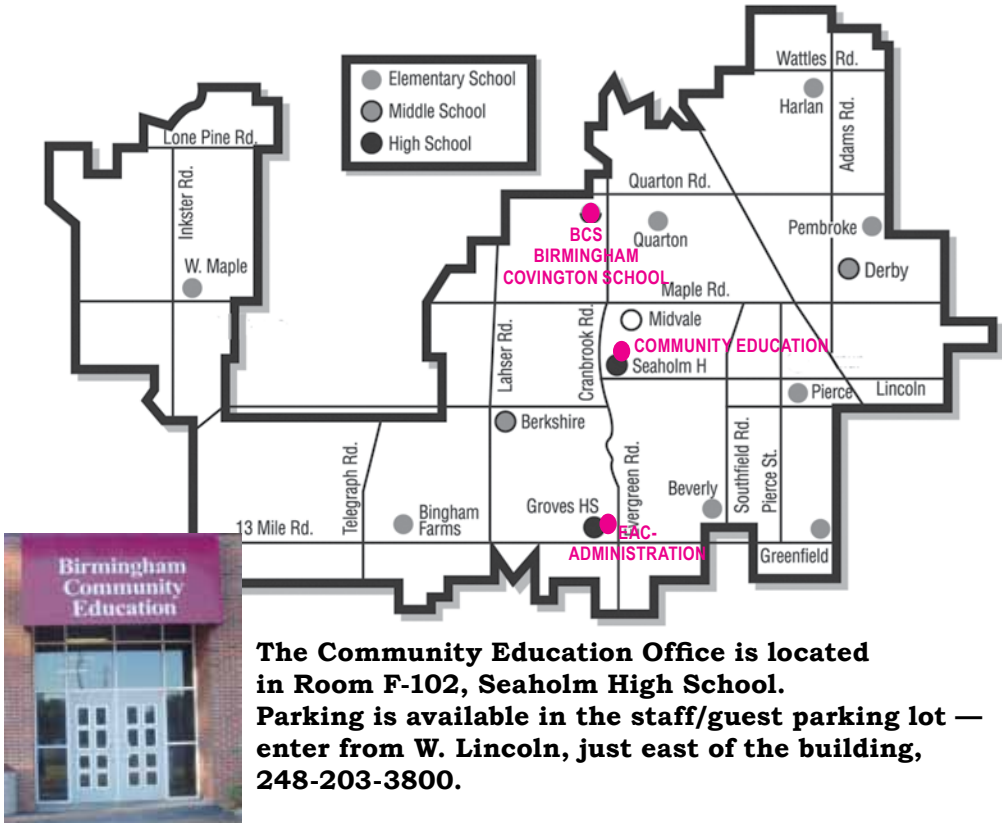 Elementary School
Middle School
High School
Wattles Rd.
Harlan
Adams Rd.
Lone Pine Rd.
Inkster Rd.
W. Maple
Quarton Rd.
BCS
BIRMINGHAM
COVINGTON SCHOOL
Quarton
Pembroke
Derby
Maple Rd.
Midvale
COMMUNITY EDUCATION
Seaholm H
Lahser Rd.
Cranbrook Rd.
Pierce
Lincoln
Berkshire
Southfield Rd.
Pierce St.
Telegraph Rd.
Evergreen Rd.
Beverly
Groves HS
Bingham
Farms
13 Mile Rd.
EAC-
ADMINISTRATION
Greenfield
Birmingham
Community
Education
The Community Education Office is located
in Room F-102, Seaholm High School.
Parking is available in the staff/guest parking lot —
enter from W. Lincoln, just east of the building,
248-203-3800.